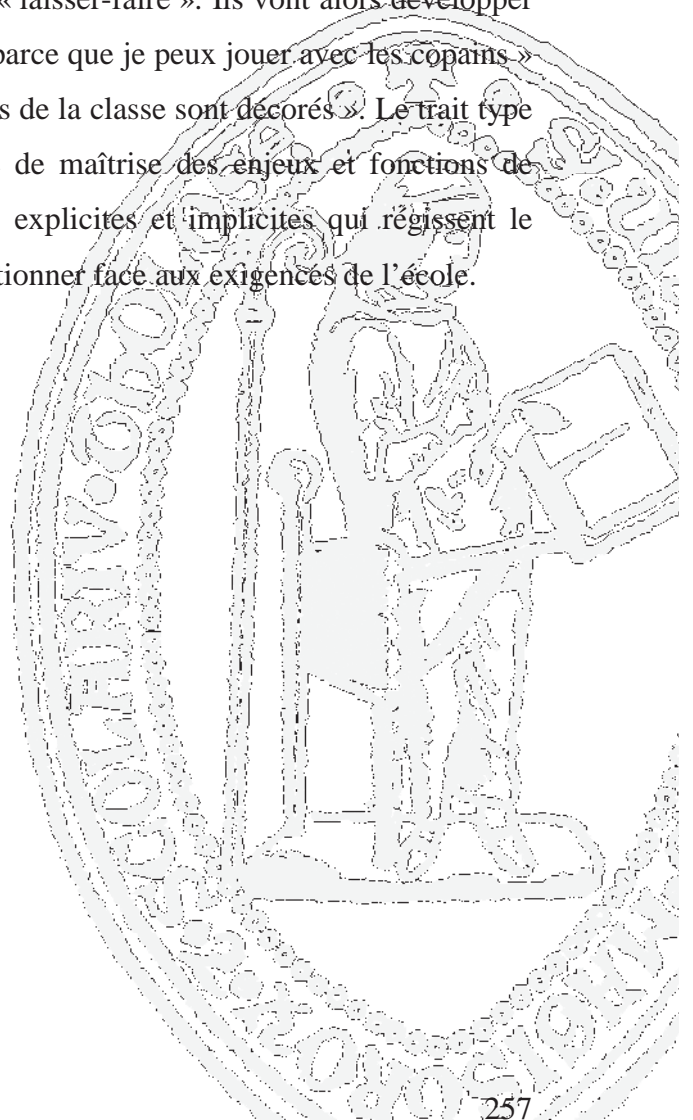 « laisser-faire ». Ils vont alors développer
parce que je peux jouer avec les copains »
s de la classe sont décorés ». Le trait type
de maîtrise des enjeux et fonctions de
explicites et implicites qui régissent le
tionner face aux exigences de l'école.
257